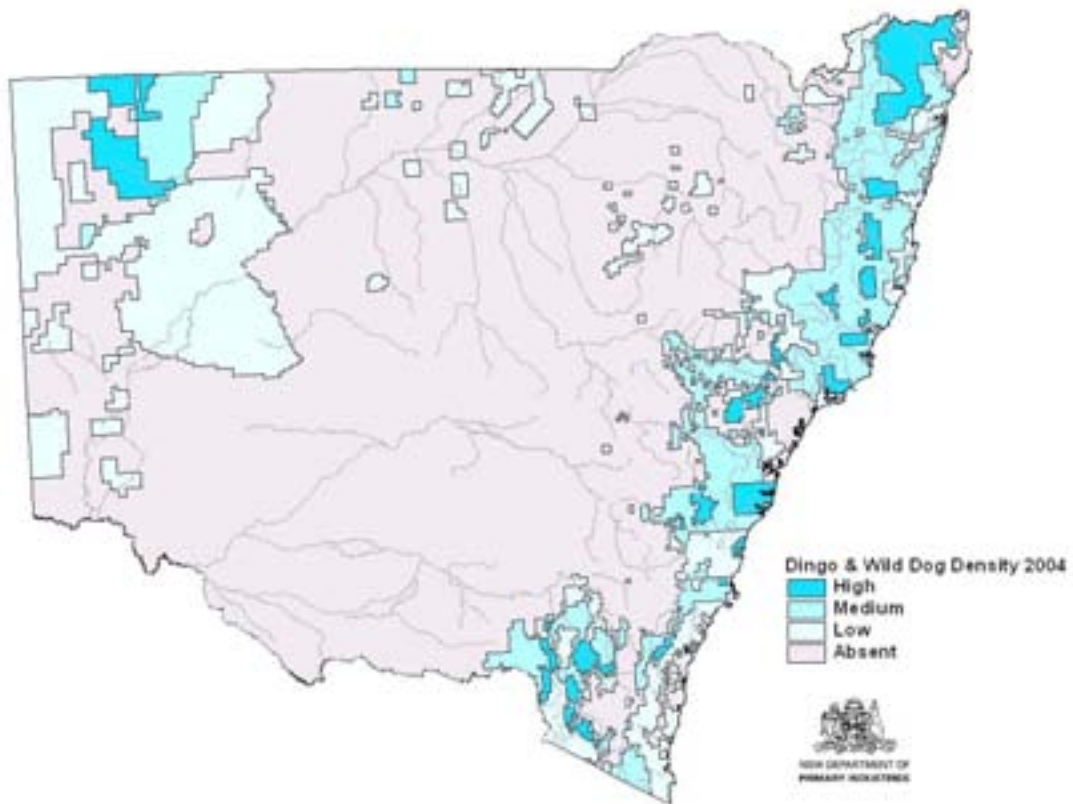 Dingo & Wild Dog Density 2004
High
Medium
Low
Absent
NSW DEPARTMENT OF
PRIMARY INDUSTRIES